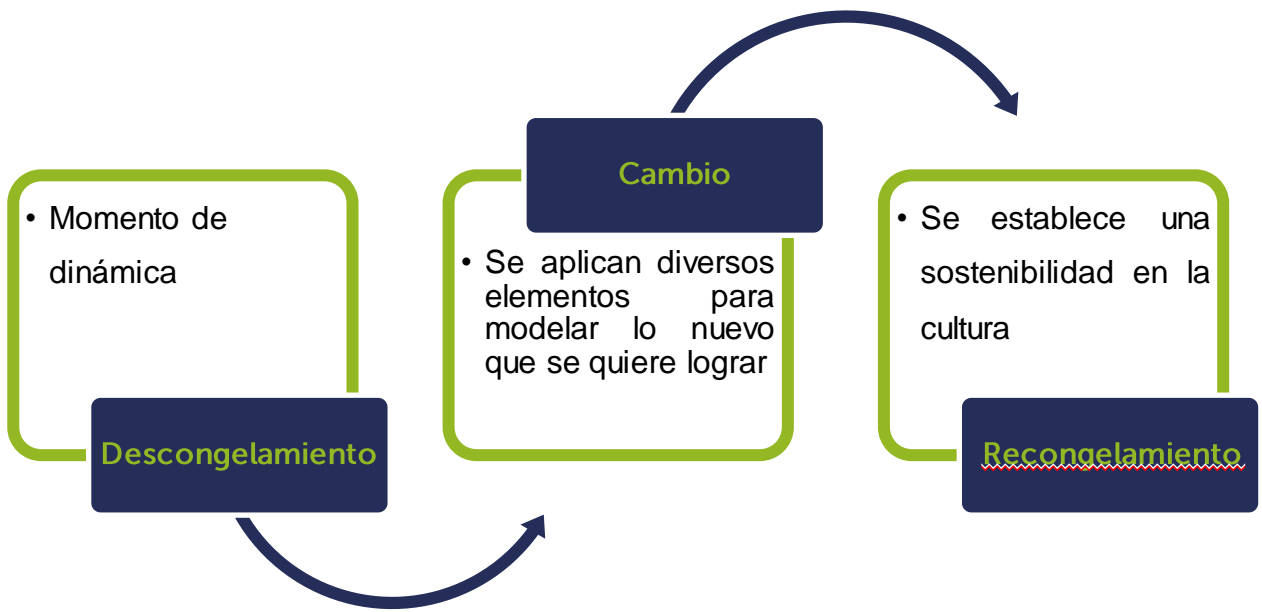 • Momento de
dinámica
Descongelamiento
Cambio
• Se aplican diversos
elementos para
modelar lo nuevo
que se quiere lograr
• Se establece una
sostenibilidad en la
cultura
Recongelamiento